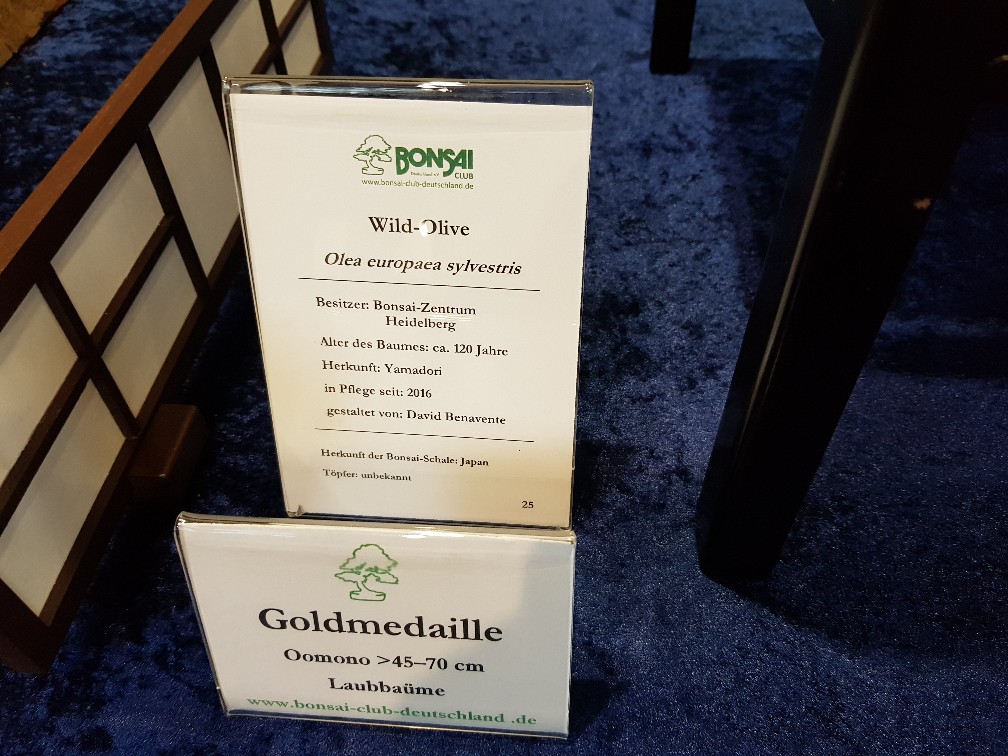 BONSAI
Deutschland e.V. CLUB
www.bonsai-club-deutschland.de
Wild-Olive
Olea europaea sylvestris
Besitzer: Bonsai-Zentrum
Heidelberg
Alter des Baumes: ca. 120 Jahre
Herkunft: Yamadori
in Pflege seit: 2016
gestaltet von: David Benavente
Herkunft der Bonsai-Schale: Japan
Töpfer: unbekannt
25
Goldmedaille
Oomono >45–70 cm
Laubbaüme
www.bonsai-club-deutschland .de